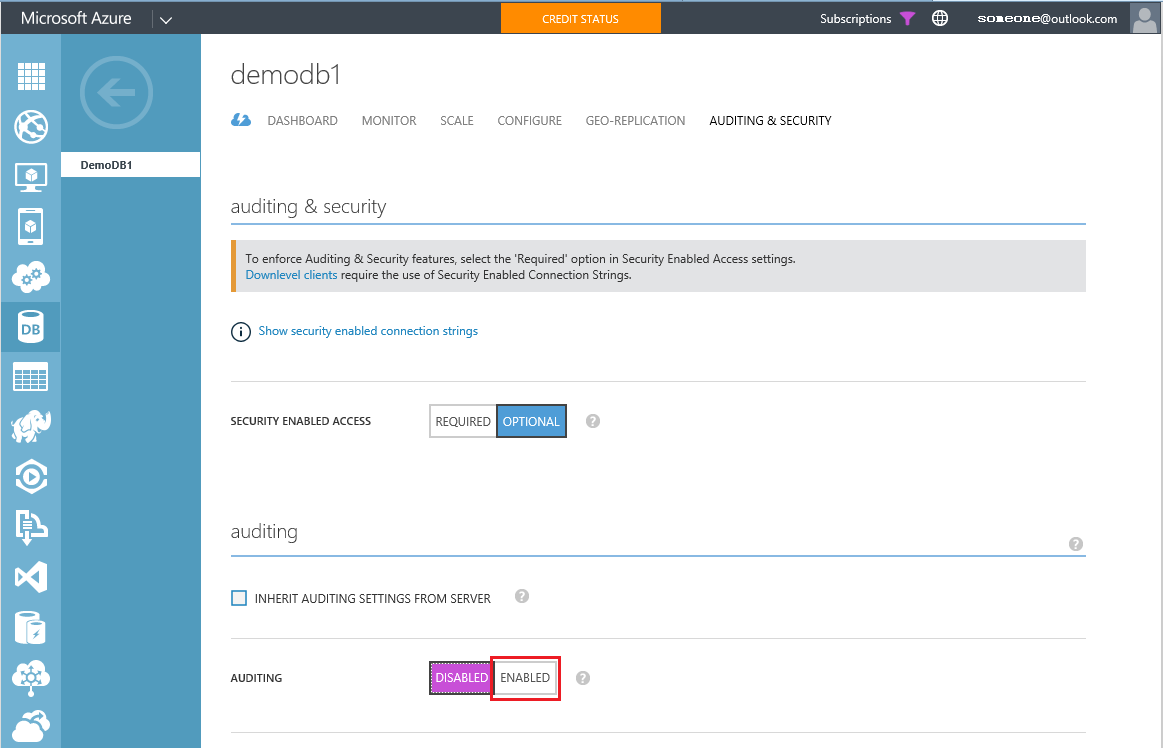 Microsoft Azure
CREDIT STATUS
Subscriptions
someone@outlook.com
DemoDB1
demodb1
DASHBOARD MONITOR SCALE CONFIGURE GEO-REPLICATION AUDITING & SECURITY
auditing & security
To enforce Auditing & Security features, select the 'Required' option in Security Enabled Access settings.
Downlevel clients require the use of Security Enabled Connection Strings.
i Show security enabled connection strings
SECURITY ENABLED ACCESS REQUIRED OPTIONAL ?
DB
auditing ?
INHERIT AUDITING SETTINGS FROM SERVER ?
AUDITING DISABLED ENABLED ?